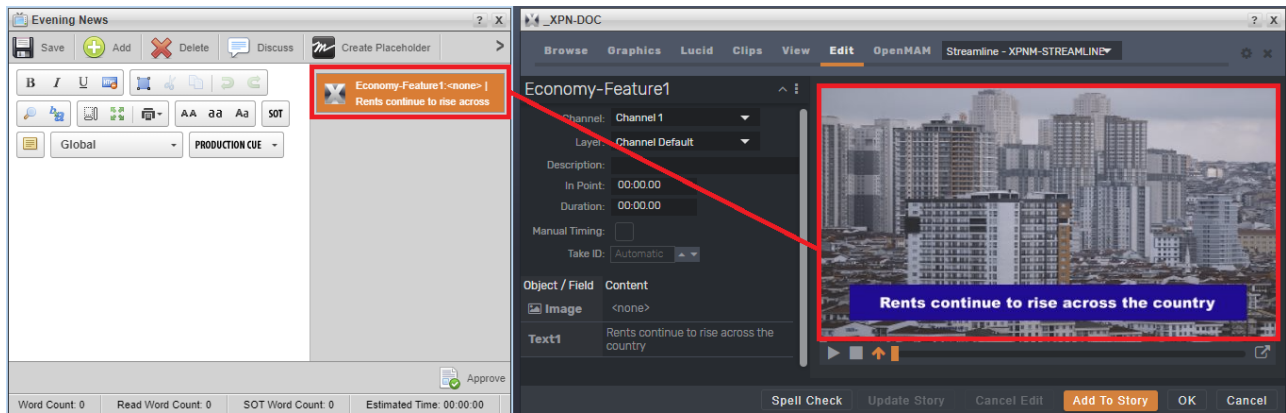 Evening News
? X
Save Add Delete Discuss Create Placeholder >
B I U
Economy-Feature1:<none> |
Rents continue to rise across
AA aa Aa SOT
Global PRODUCTION CUE
Approve
Word Count: 0 Read Word Count: 0 SOT Word Count: 0 Estimated Time: 00:00:00
_XPN-DOC
? X
Browse Graphics Lucid Clips View Edit OpenMAM Streamline - XPNM-STREAMLINE
Economy-Feature1
Channel: Channel 1
Layer: Channel Default
Description:
In Point: 00:00.00
Duration: 00:00.00
Manual Timing:
Take ID: Automatic
Object / Field Content
Image <none>
Text1 Rents continue to rise across the
country
Rents continue to rise across the country
Spell Check Update Story Cancel Edit Add To Story OK Cancel